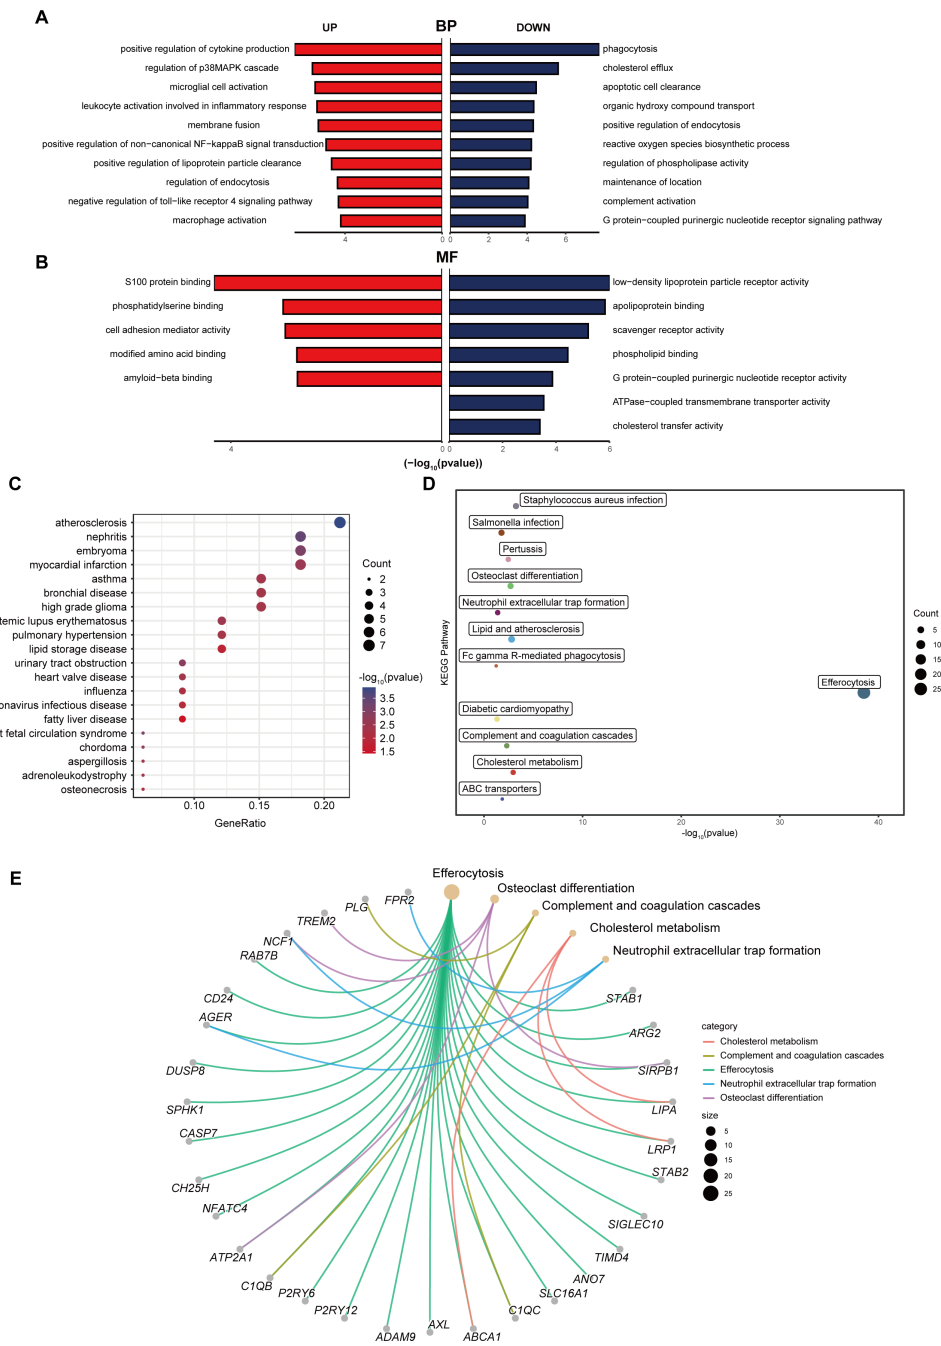 A
UP
BP
DOWN
positive regulation of cytokine production
phagocytosis
regulation of p38MAPK cascade
cholesterol efflux
microglial cell activation
apoptotic cell clearance
leukocyte activation involved in inflammatory response
organic hydroxy compound transport
membrane fusion
positive regulation of endocytosis
positive regulation of non−canonical NF−kappaB signal transduction
reactive oxygen species biosynthetic process
positive regulation of lipoprotein particle clearance
regulation of phospholipase activity
regulation of endocytosis
maintenance of location
negative regulation of toll−like receptor 4 signaling pathway
complement activation
macrophage activation
G protein−coupled purinergic nucleotide receptor signaling pathway
4 0 0 2 4 6
B
MF
S100 protein binding
low−density lipoprotein particle receptor activity
phosphatidylserine binding
apolipoprotein binding
cell adhesion mediator activity
scavenger receptor activity
modified amino acid binding
phospholipid binding
amyloid−beta binding
G protein−coupled purinergic nucleotide receptor activity
ATPase−coupled transmembrane transporter activity
cholesterol transfer activity
4 0 0 2 4 6
(−log10(pvalue))
C
atherosclerosis
nephritis
embryoma
myocardial infarction
asthma
bronchial disease
high grade glioma
temic lupus erythematosus
pulmonary hypertension
lipid storage disease
urinary tract obstruction
heart valve disease
influenza
onavirus infectious disease
fatty liver disease
t fetal circulation syndrome
chordoma
aspergillosis
adrenoleukodystrophy
osteonecrosis
0.10 0.15 0.20
GeneRatio
Count
2
3
4
5
6
7
-log10(pvalue)
3.5
3.0
2.5
2.0
1.5
D
KEGG Pathway
Staphylococcus aureus infection
Salmonella infection
Pertussis
Osteoclast differentiation
Neutrophil extracellular trap formation
Lipid and atherosclerosis
Fc gamma R−mediated phagocytosis
Efferocytosis
Diabetic cardiomyopathy
Complement and coagulation cascades
Cholesterol metabolism
ABC transporters
0 10 20 30 40
-log10(pvalue)
Count
5
10
15
20
25
E
Efferocytosis
Osteoclast differentiation
Complement and coagulation cascades
Cholesterol metabolism
Neutrophil extracellular trap formation
FPR2
PLG
TREM2
NCF1
RAB7B
CD24
AGER
DUSP8
SPHK1
CASP7
CH25H
NFATC4
ATP2A1
C1QB
P2RY6
P2RY12
ADAM9
AXL
ABCA1
C1QC
SLC16A1
ANO7
TIMD4
SIGLEC10
STAB2
LRP1
LIPA
SIRPB1
ARG2
STAB1
category
Cholesterol metabolism
Complement and coagulation cascades
Efferocytosis
Neutrophil extracellular trap formation
Osteoclast differentiation
size
5
10
15
20
25